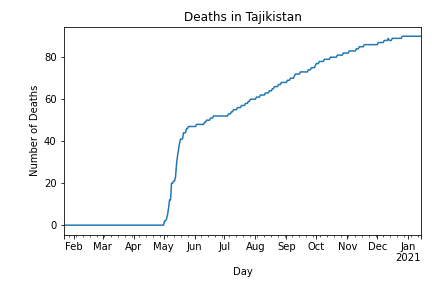 Deaths in Tajikistan
Number of Deaths
80
60
40
20
0
Feb Mar Apr May Jun Jul Aug Sep Oct Nov Dec Jan
2021
Day